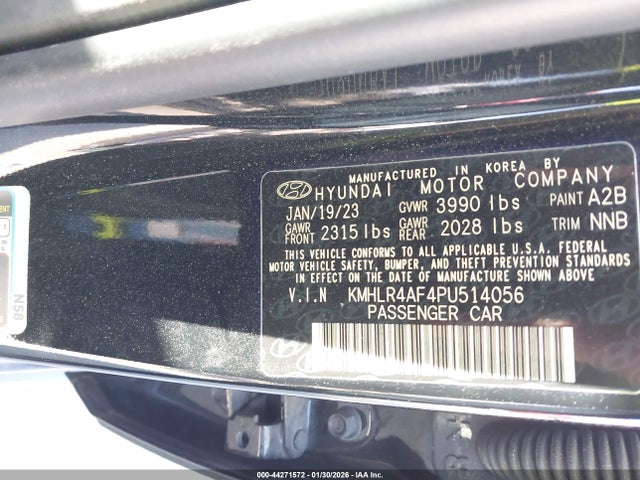 MANUFACTURED IN KOREA BY
HYUNDAI MOTOR COMPANY
JAN/19/23 GVWR 3990 lbs PAINT A2B
GAWR FRONT 2315 lbs GAWR REAR 2028 lbs TRIM NNB
THIS VEHICLE CONFORMS TO ALL APPLICABLE U.S.A. FEDERAL
MOTOR VEHICLE SAFETY, BUMPER, AND THEFT PREVENTION STANDARDS
IN EFFECT ON THE DATE OF MANUFACTURE SHOWN ABOVE
V.I.N KMHLR4AF4PU514056
PASSENGER CAR
N58
000-44271572 - 01/30/2026 - IAA, Inc.